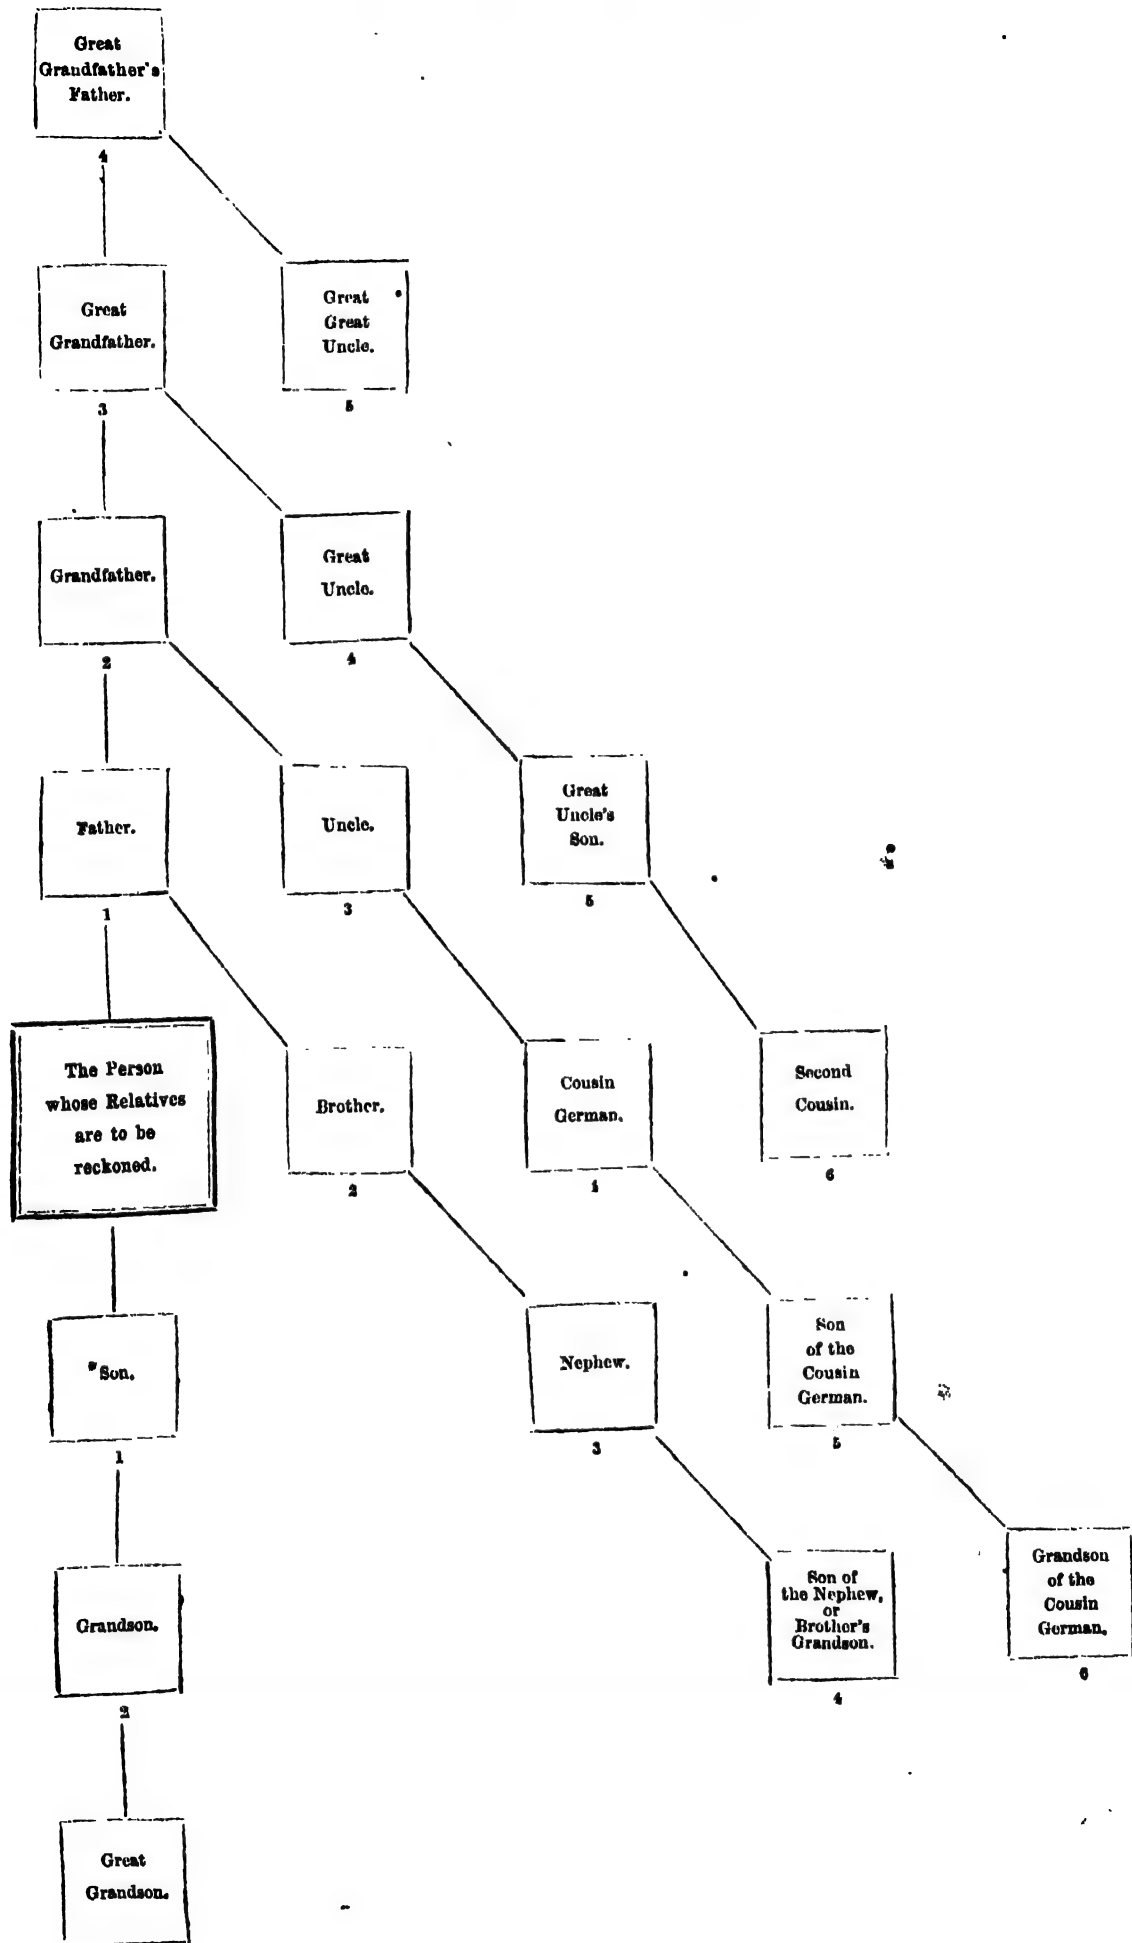 Great
Grandfather's
Father.
4
Great
Grandfather.
3
Great
Great
Uncle.
5
Grandfather.
2
Great
Uncle.
4
Father.
1
Uncle.
3
Great
Uncle's
Son.
5
The Person
whose Relatives
are to be
reckoned.
Brother.
2
Cousin
German.
4
Second
Cousin.
6
Son.
1
Nephew.
3
Son
of the
Cousin
German.
5
Grandson.
2
Son of
the Nephew,
or
Brother's
Grandson.
4
Grandson
of the
Cousin
German.
6
Great
Grandson.